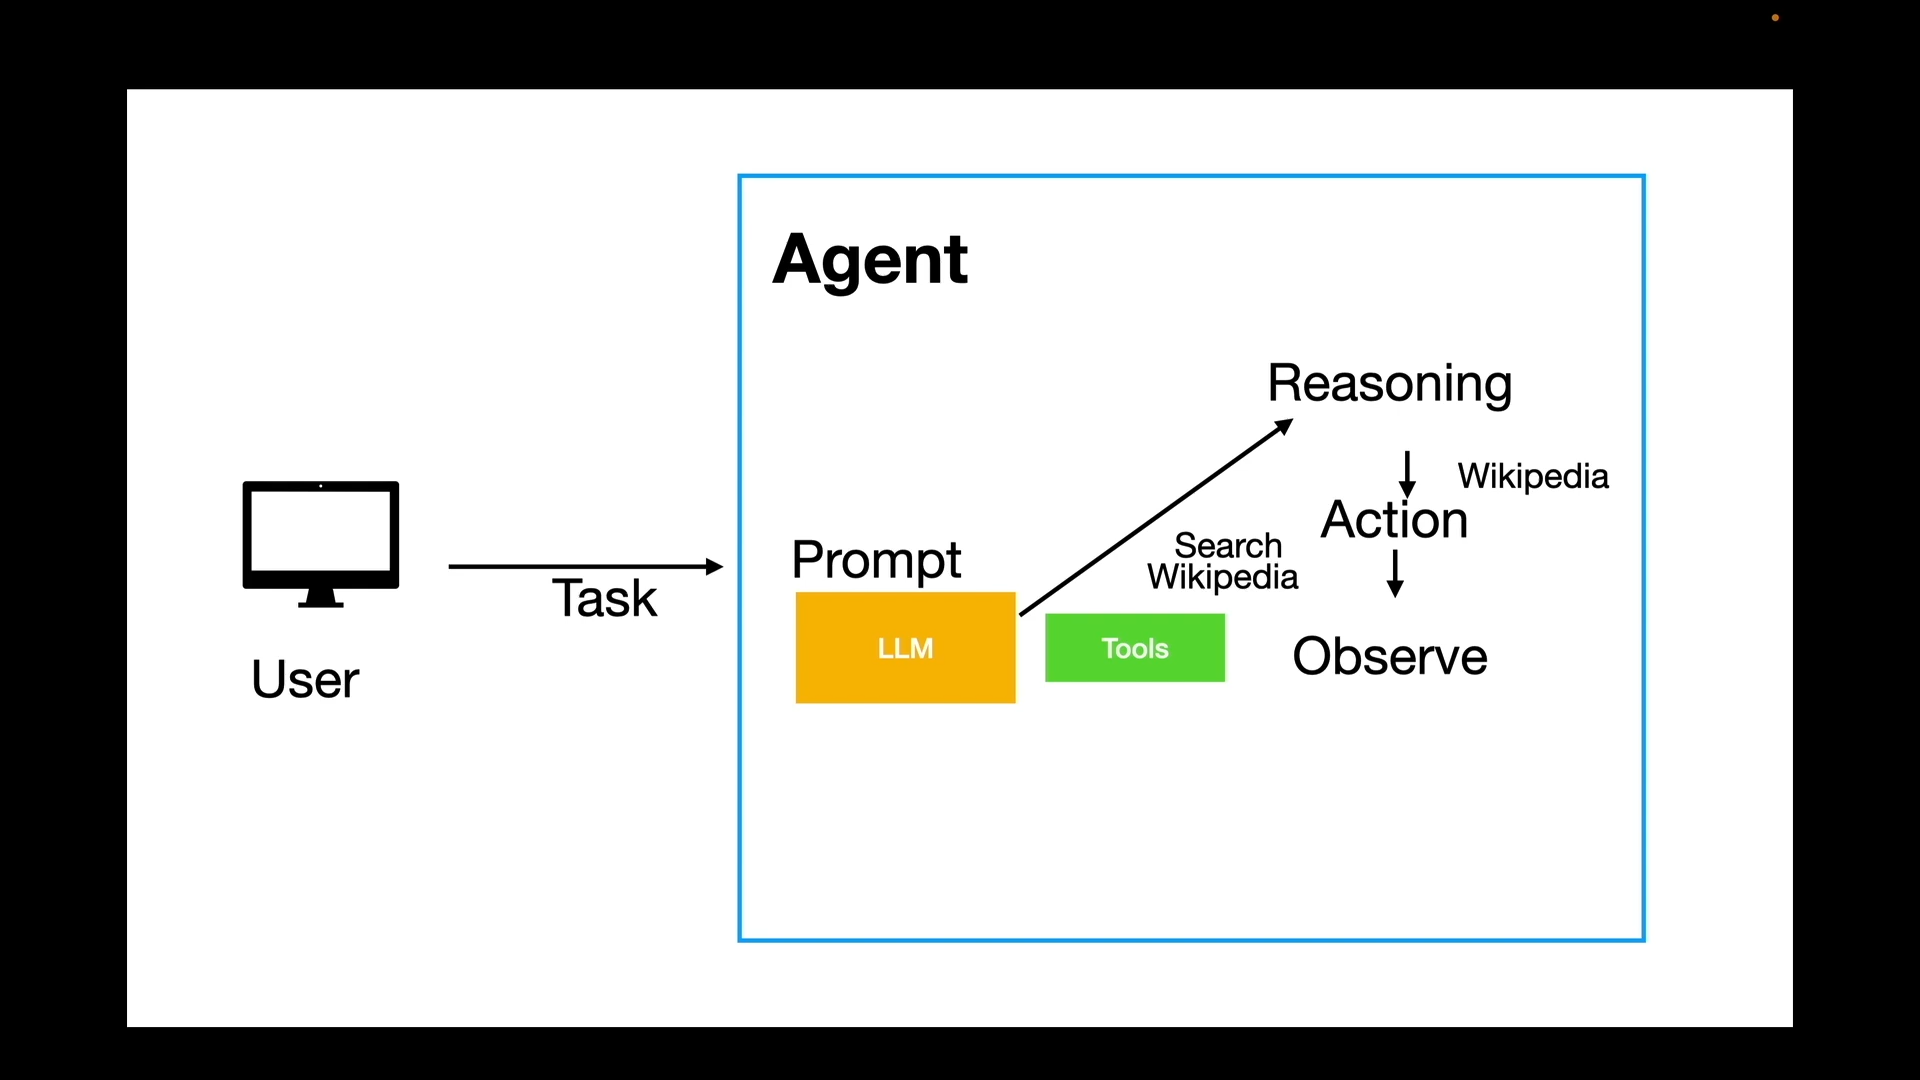 Agent
Reasoning
Wikipedia
Action
Search
Wikipedia
Prompt
Task
LLM
Tools
Observe
User